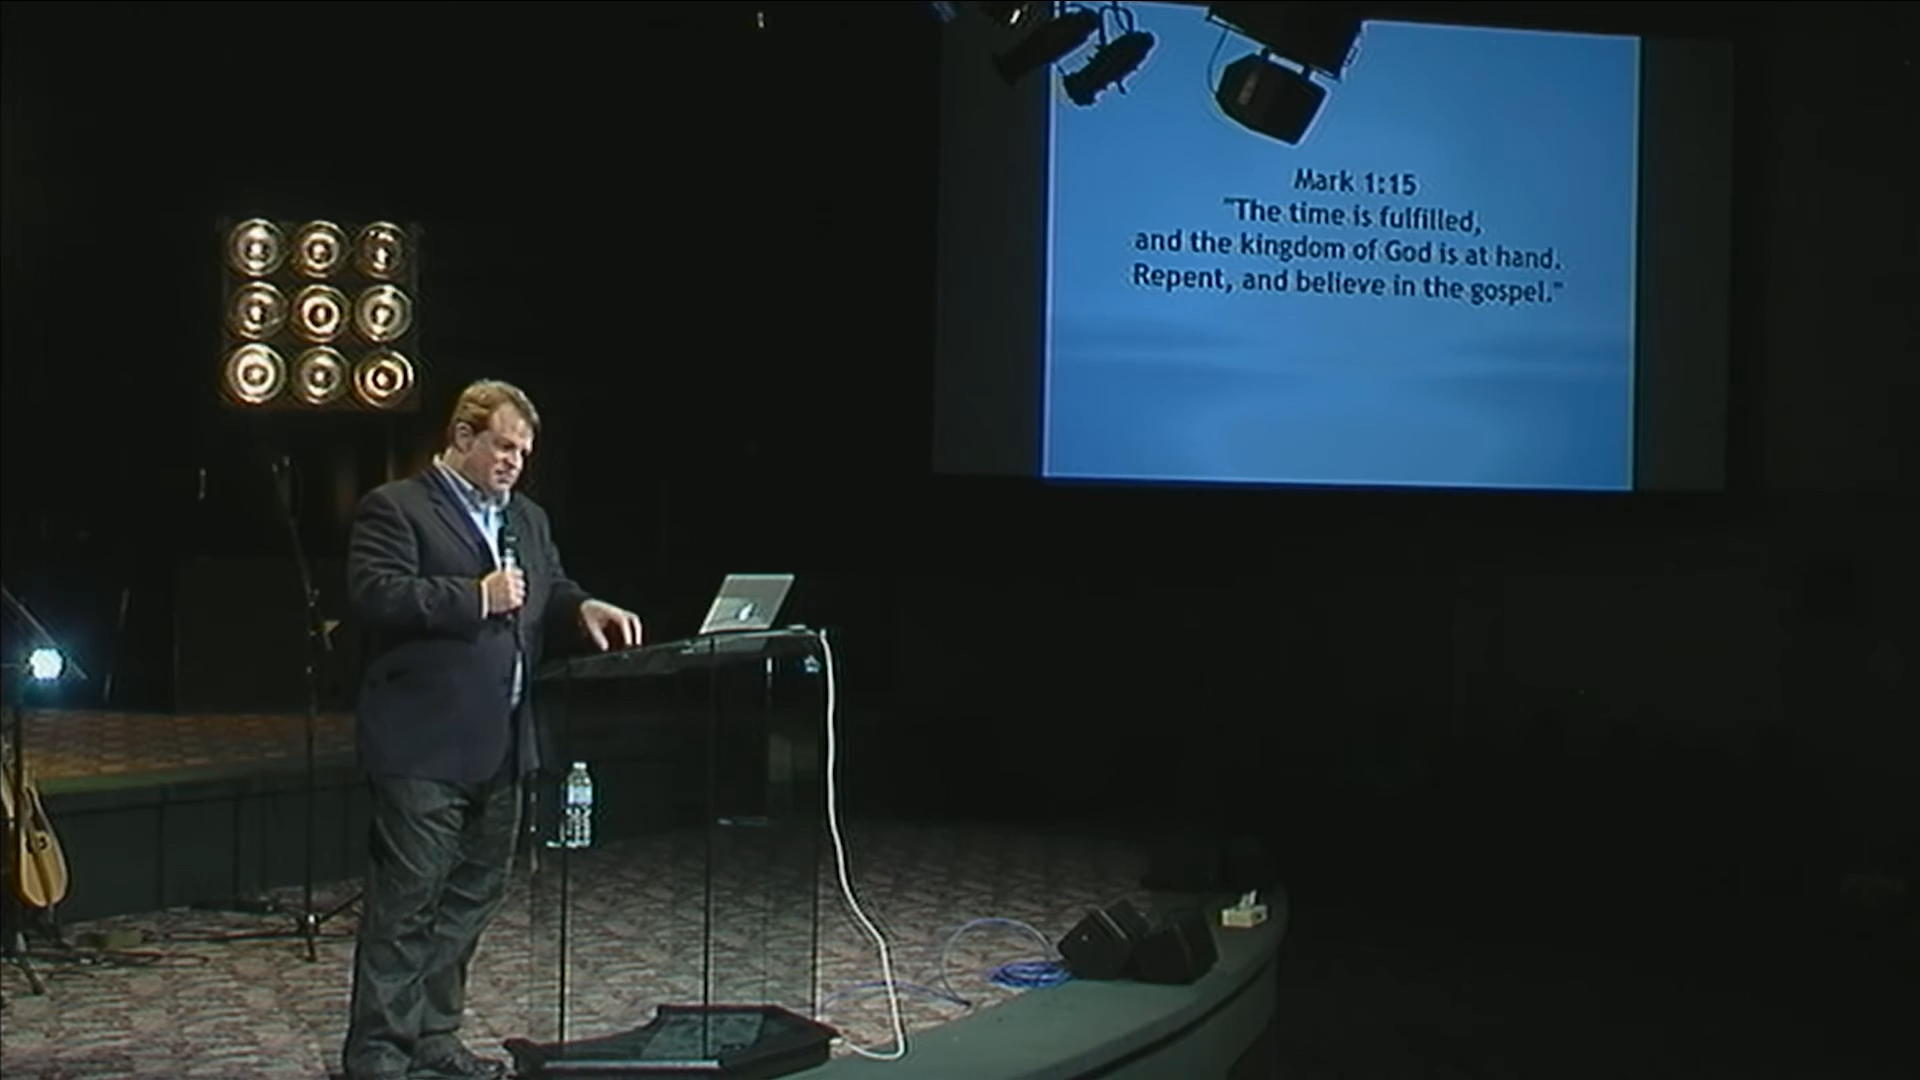 Mark 1:15
"The time is fulfilled,
and the kingdom of God is at hand.
Repent, and believe in the gospel."